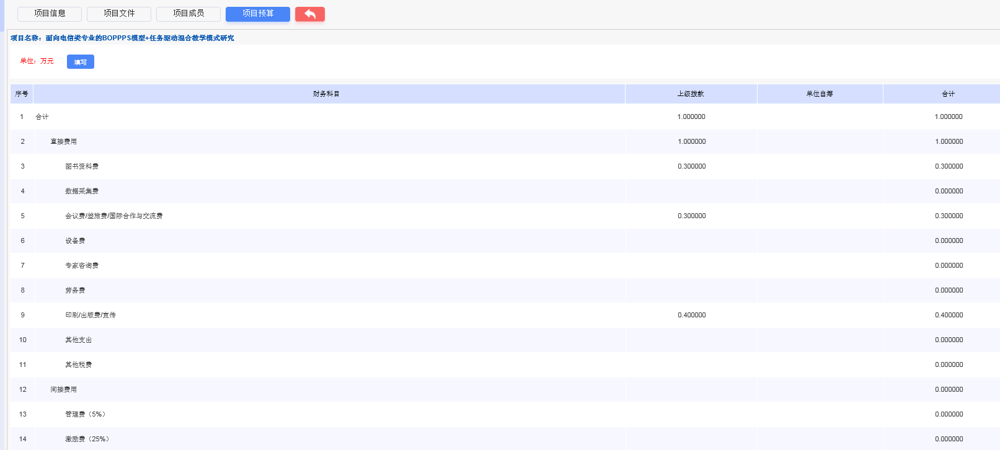 项目信息 项目文件 项目成员 项目预算
项目名称：面向电信类专业的BOPPPS模型+任务驱动混合教学模式研究
单位：万元 填写
序号 财务科目 上级拨款 单位自筹 合计
1 合计 1.000000 1.000000
2 直接费用 1.000000 1.000000
3 图书资料费 0.300000 0.300000
4 数据采集费 0.000000
5 会议费/差旅费/国际合作与交流费 0.300000 0.300000
6 设备费 0.000000
7 专家咨询费 0.000000
8 劳务费 0.000000
9 印刷/出版费/宣传 0.400000 0.400000
10 其他支出 0.000000
11 其他税费 0.000000
12 间接费用 0.000000
13 管理费（5%） 0.000000
14 激励费（25%） 0.000000